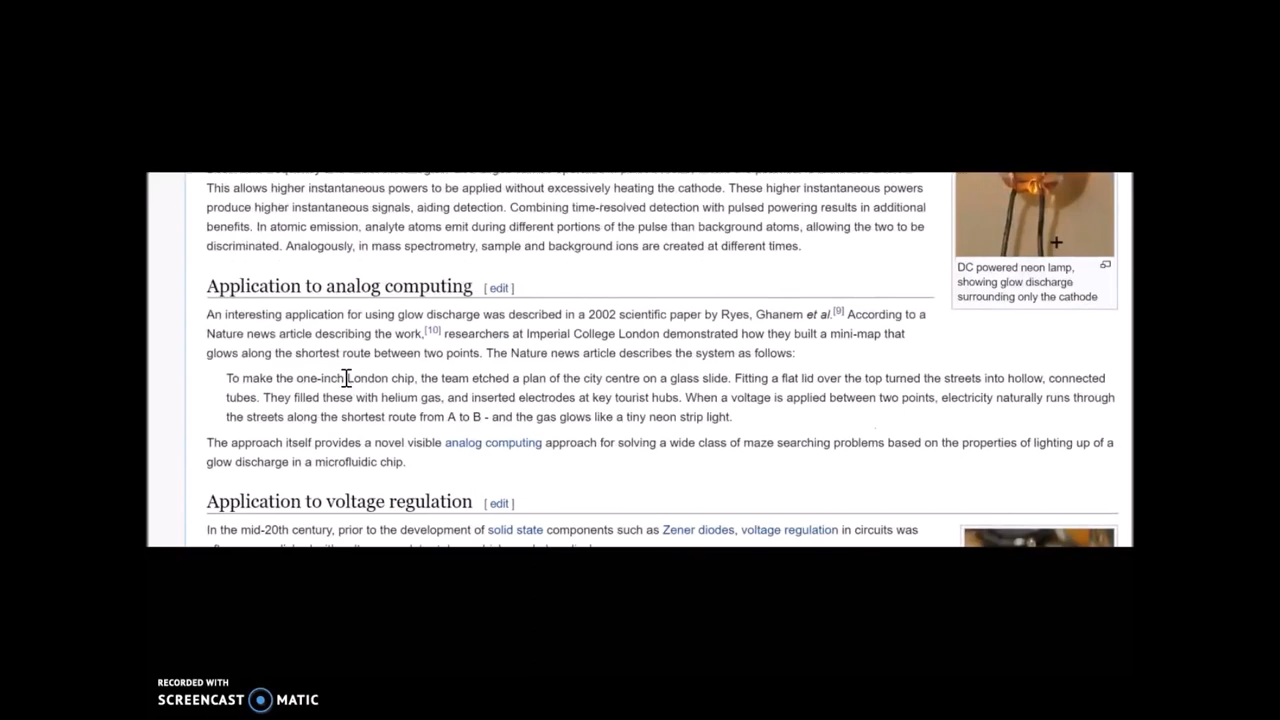 This allows higher instantaneous powers to be applied without excessively heating the cathode. These higher instantaneous powers
produce higher instantaneous signals, aiding detection. Combining time-resolved detection with pulsed powering results in additional
benefits. In atomic emission, analyte atoms emit during different portions of the pulse than background atoms, allowing the two to be
discriminated. Analogously, in mass spectrometry, sample and background ions are created at different times.
DC powered neon lamp,
showing glow discharge
surrounding only the cathode
Application to analog computing [ edit ]
An interesting application for using glow discharge was described in a 2002 scientific paper by Ryes, Ghanem et al.[9] According to a
Nature news article describing the work,[10] researchers at Imperial College London demonstrated how they built a mini-map that
glows along the shortest route between two points. The Nature news article describes the system as follows:
To make the one-inch London chip, the team etched a plan of the city centre on a glass slide. Fitting a flat lid over the top turned the streets into hollow, connected
tubes. They filled these with helium gas, and inserted electrodes at key tourist hubs. When a voltage is applied between two points, electricity naturally runs through
the streets along the shortest route from A to B - and the gas glows like a tiny neon strip light.
The approach itself provides a novel visible analog computing approach for solving a wide class of maze searching problems based on the properties of lighting up of a
glow discharge in a microfluidic chip.
Application to voltage regulation [ edit ]
In the mid-20th century, prior to the development of solid state components such as Zener diodes, voltage regulation in circuits was
RECORDED WITH
SCREENCAST MATIC